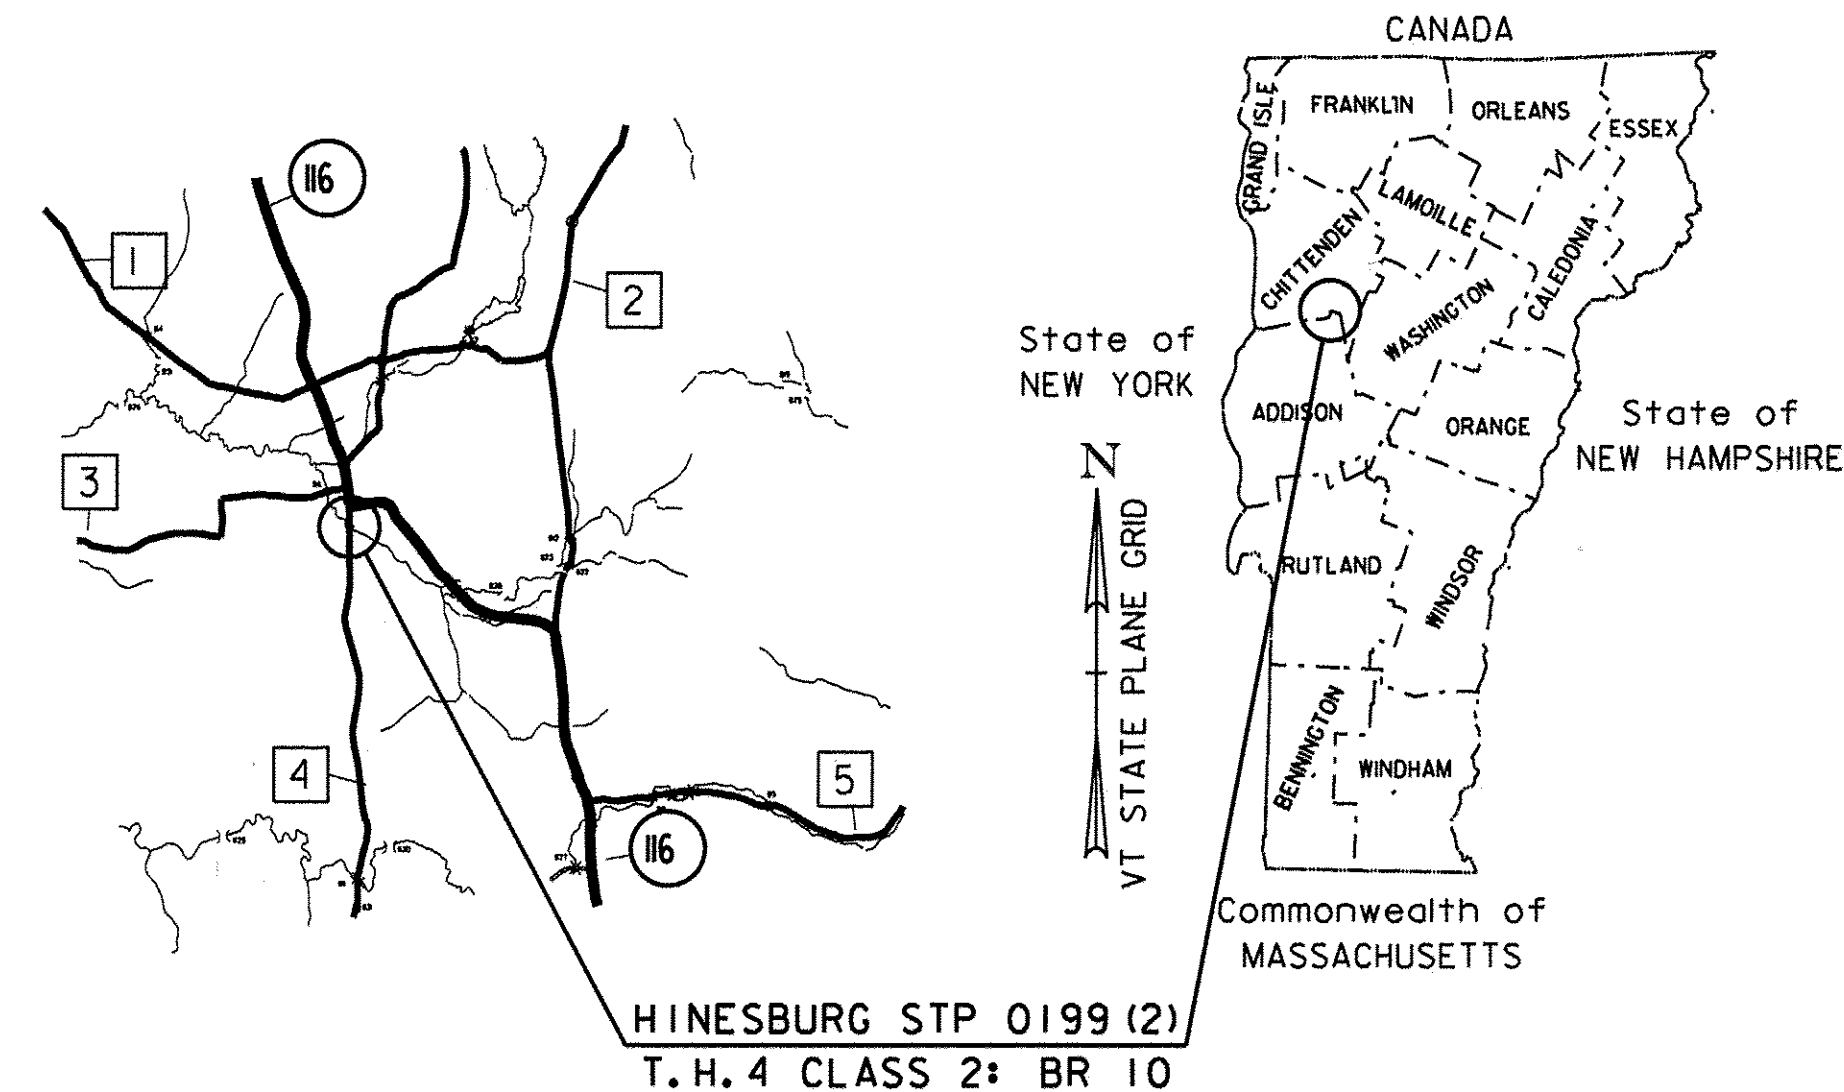 CANADA
GRAND ISLE
FRANKLIN
ORLEANS
ESSEX
LAMOILLE
CHITTENDEN
CALEDONIA
WASHINGTON
State of
NEW YORK
ADDISON
ORANGE
State of
NEW HAMPSHIRE
RUTLAND
WINDSOR
BENNINGTON
WINDHAM
Commonwealth of
MASSACHUSETTS
N
VT STATE PLANE GRID
116
1
2
3
4
5
116
HINESBURG STP 0199 (2)
T. H. 4 CLASS 2: BR 10